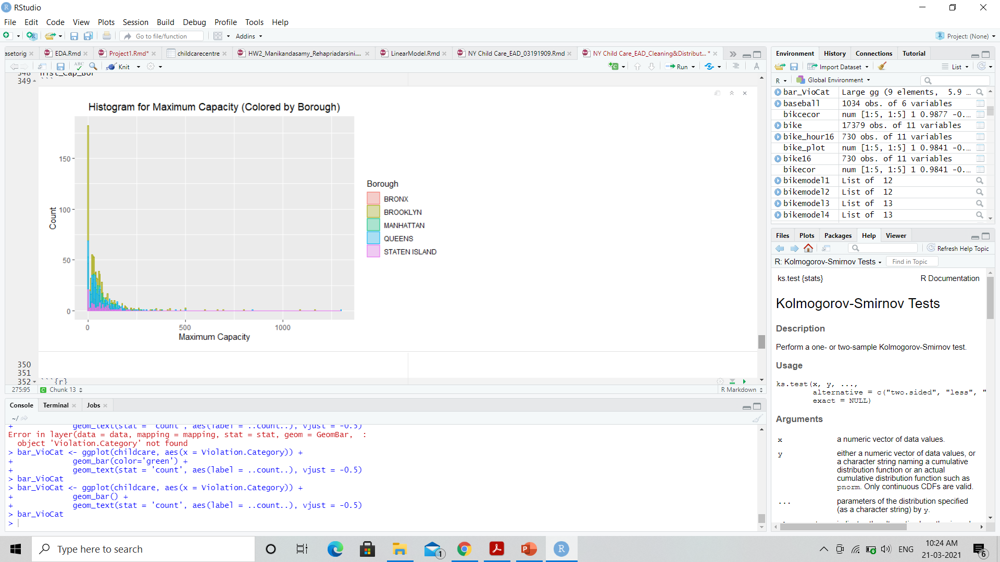 RStudio
File Edit Code View Plots Session Build Debug Profile Tools Help
Go to file/function
Addins
Project: (None)
asetorig
EDA.Rmd
Project1.Rmd*
childcarecentre
HW2_Manikandasamy_Rehapriadarsini....
LinearModel.Rmd
NY Child Care_EAD_03191909.Rmd
NY Child Care_EAD_Cleaning&Distribut... *
Knit
Run
348 Hist_Cap_Bor
349 ```
Histogram for Maximum Capacity (Colored by Borough)
Count
150
100
50
0
0 500 1000
Maximum Capacity
Borough
BRONX
BROOKLYN
MANHATTAN
QUEENS
STATEN ISLAND
350
351
352 ```{r}
275:95 C Chunk 13
R Markdown
Console Terminal Jobs
~/
+ geom_text(stat = 'count', aes(label = ..count..), vjust = -0.5)
Error in layer(data = data, mapping = mapping, stat = stat, geom = GeomBar, :
object 'Violation.Category' not found
> bar_VioCat <- ggplot(childcare, aes(x = Violation.Category)) +
+ geom_bar(color='green') +
+ geom_text(stat = 'count', aes(label = ..count..), vjust = -0.5)
> bar_VioCat
> bar_VioCat <- ggplot(childcare, aes(x = Violation.Category)) +
+ geom_bar() +
+ geom_text(stat = 'count', aes(label = ..count..), vjust = -0.5)
> bar_VioCat
>
Environment History Connections Tutorial
Import Dataset
List
R Global Environment
bar_VioCat Large gg (9 elements, 5.9 …
baseball 1034 obs. of 6 variables
bikcecor num [1:5, 1:5] 1 0.9877 -0.…
bike 17379 obs. of 11 variables
bike_hour16 730 obs. of 11 variables
bike_plot num [1:5, 1:5] 1 0.9841 -0.…
bike16 730 obs. of 11 variables
bikecor num [1:5, 1:5] 1 0.9841 -0.…
bikemodel1 List of 12
bikemodel2 List of 12
bikemodel3 List of 13
bikemodel4 List of 13
Files Plots Packages Help Viewer
Refresh Help Topic
R: Kolmogorov-Smirnov Tests
Find in Topic
ks.test {stats} R Documentation
Kolmogorov-Smirnov Tests
Description
Perform a one- or two-sample Kolmogorov-Smirnov test.
Usage
ks.test(x, y, ...,
alternative = c("two.sided", "less", "
exact = NULL)
Arguments
x a numeric vector of data values.
y either a numeric vector of data values, or
a character string naming a cumulative
distribution function or an actual
cumulative distribution function such as
pnorm. Only continuous CDFs are valid.
... parameters of the distribution specified
(as a character string) by y.
Type here to search
1
ENG
10:24 AM
21-03-2021
6